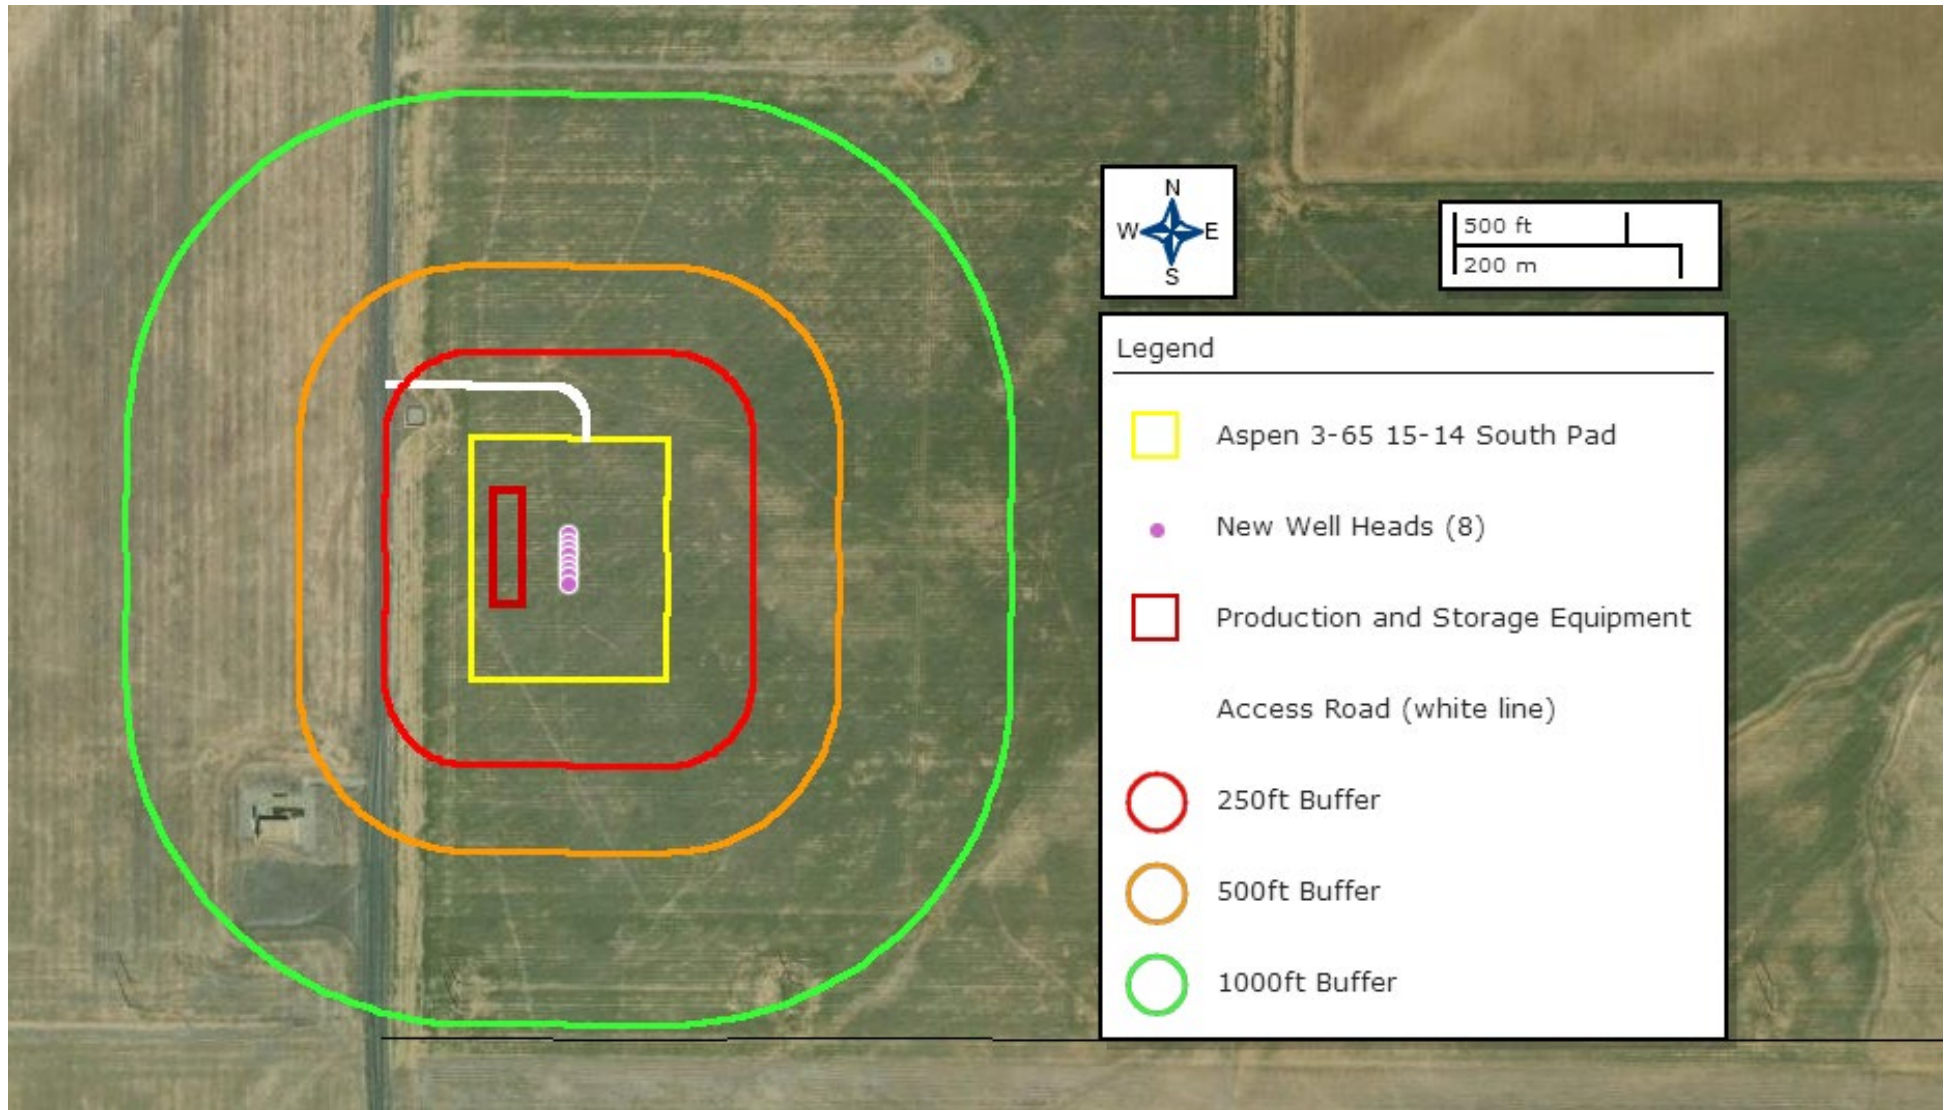 N
W E
S
500 ft
200 m
Legend
Aspen 3-65 15-14 South Pad
New Well Heads (8)
Production and Storage Equipment
Access Road (white line)
250ft Buffer
500ft Buffer
1000ft Buffer